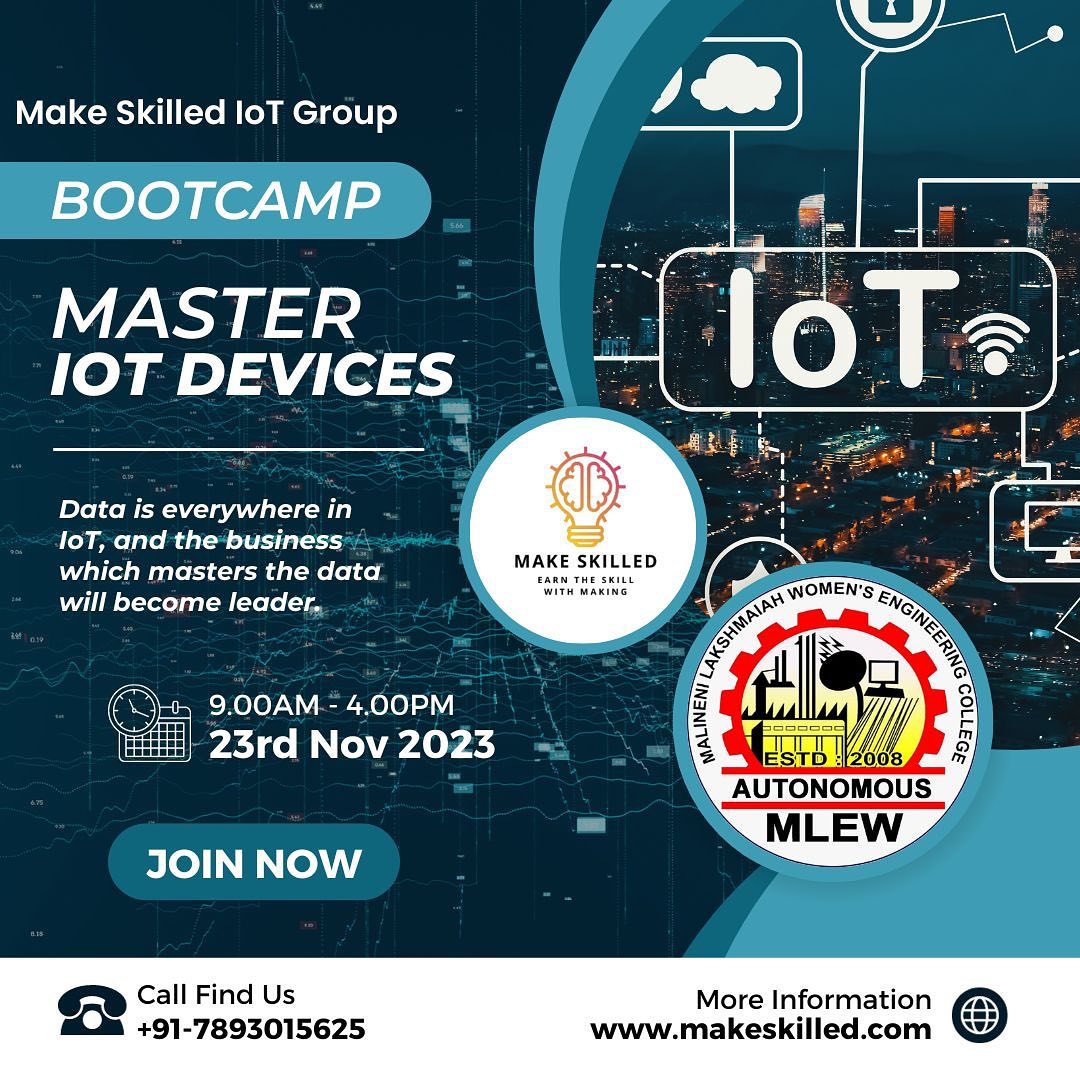 Make Skilled IoT Group
BOOTCAMP
MASTER
IOT DEVICES
Data is everywhere in
IoT, and the business
which masters the data
will become leader.
9.00AM - 4.00PM
23rd Nov 2023
JOIN NOW
IoT
MAKE SKILLED
EARN THE SKILL
WITH MAKING
MALINENI LAKSHMAIAH WOMEN'S ENGINEERING COLLEGE
ESTD : 2008
AUTONOMOUS
MLEW
Call Find Us
+91-7893015625
More Information
www.makeskilled.com